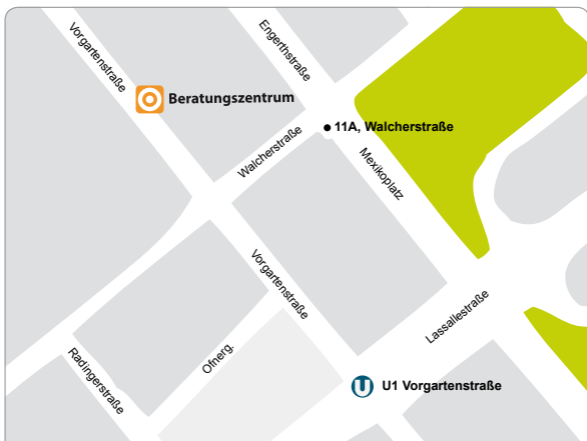 Vorgartenstraße
Engerthstraße
Beratungszentrum
11A, Walcherstraße
Walcherstraße
Mexikoplatz
Vorgartenstraße
Lassallestraße
Ofnerg.
Radingerstraße
U U1 Vorgartenstraße